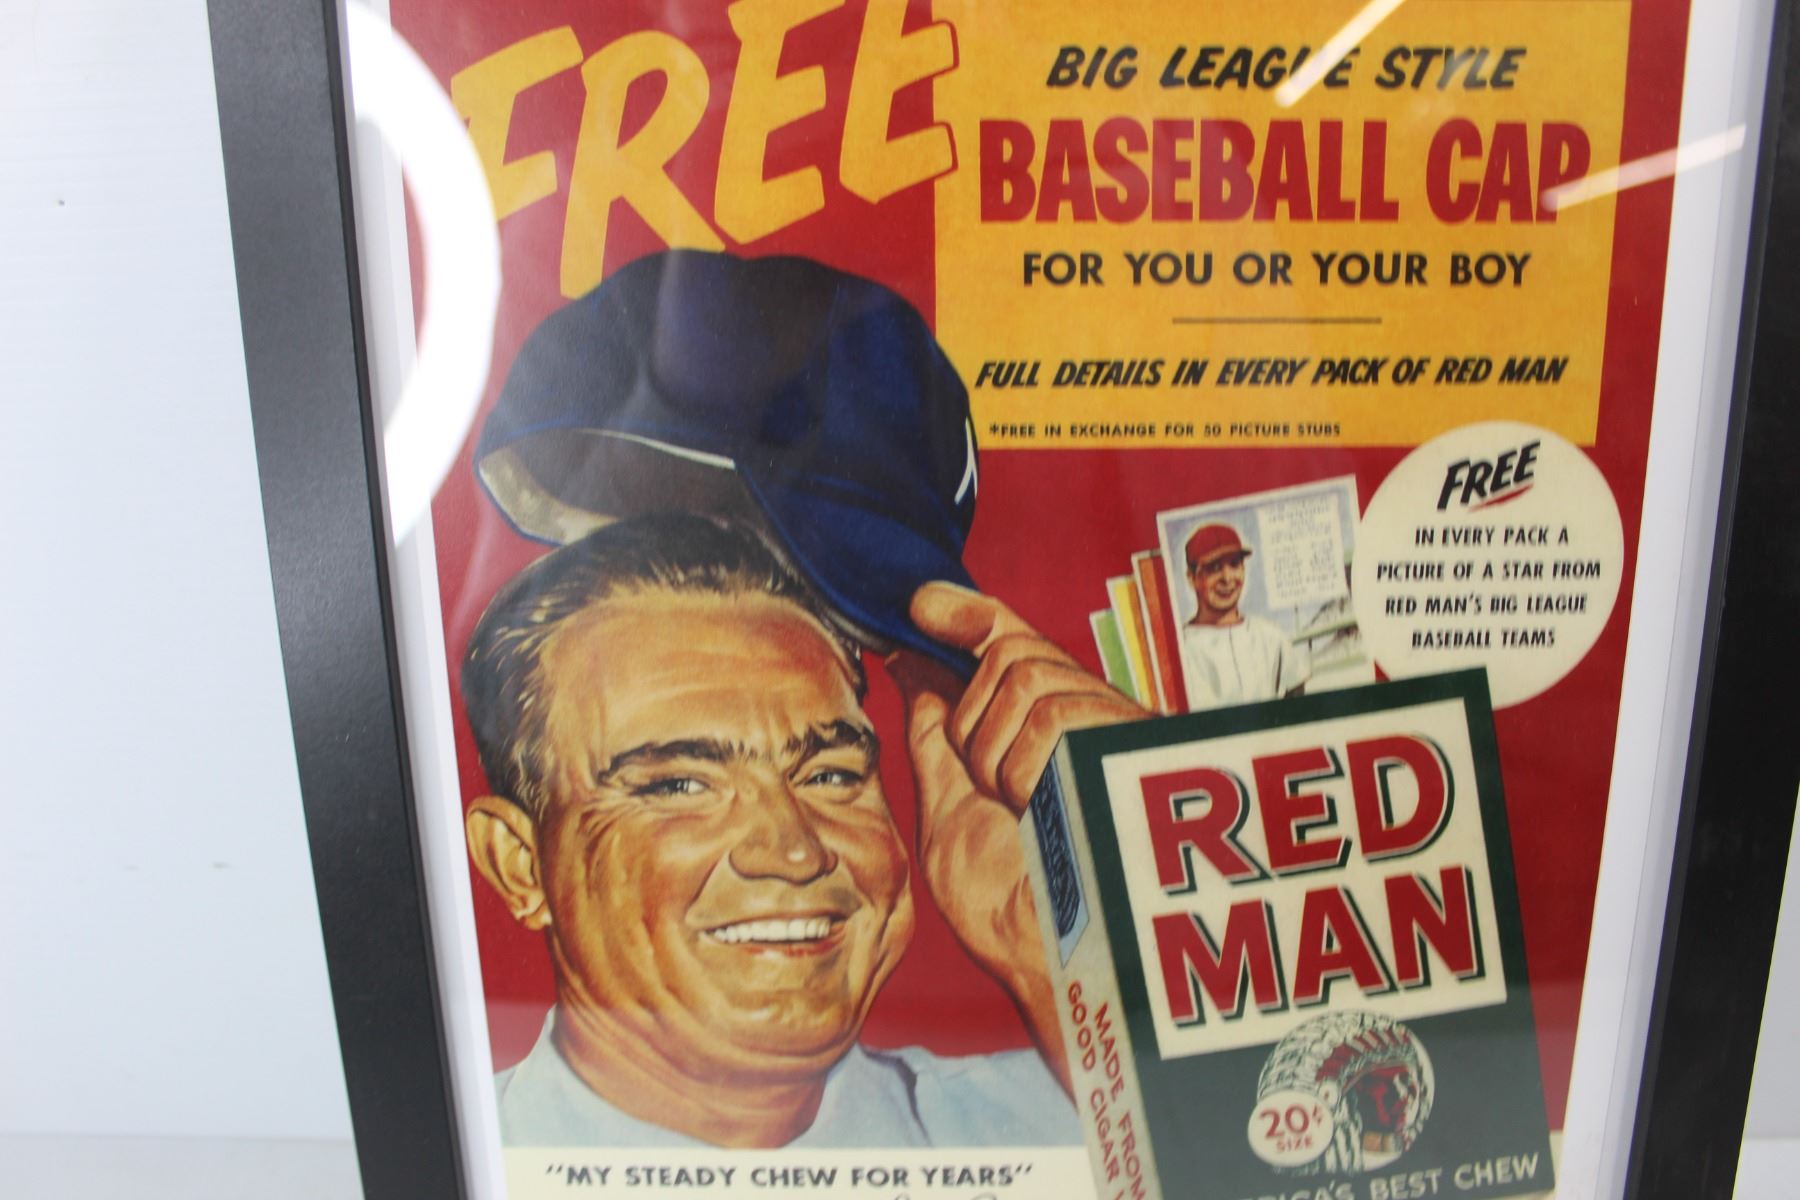 FREE
BIG LEAGUE STYLE
BASEBALL CAP
FOR YOU OR YOUR BOY
FULL DETAILS IN EVERY PACK OF RED MAN
*FREE IN EXCHANGE FOR 50 PICTURE STUBS
FREE
IN EVERY PACK A
PICTURE OF A STAR FROM
RED MAN'S BIG LEAGUE
BASEBALL TEAMS
RED
MAN
MADE FROM
GOOD CIGAR
20¢
SIZE
BEST CHEW
"MY STEADY CHEW FOR YEARS"